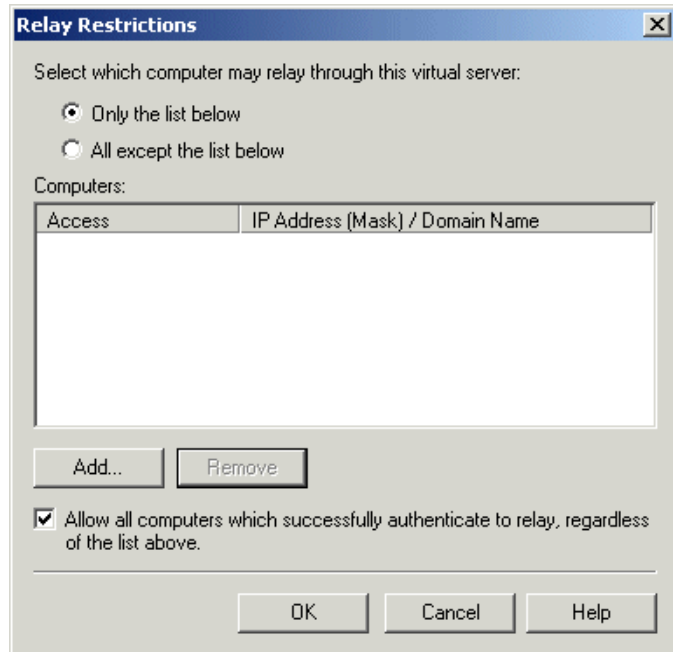 Relay Restrictions
Select which computer may relay through this virtual server:
Only the list below
All except the list below
Computers:
Access IP Address (Mask) / Domain Name
Add... Remove
Allow all computers which successfully authenticate to relay, regardless
of the list above.
OK Cancel Help